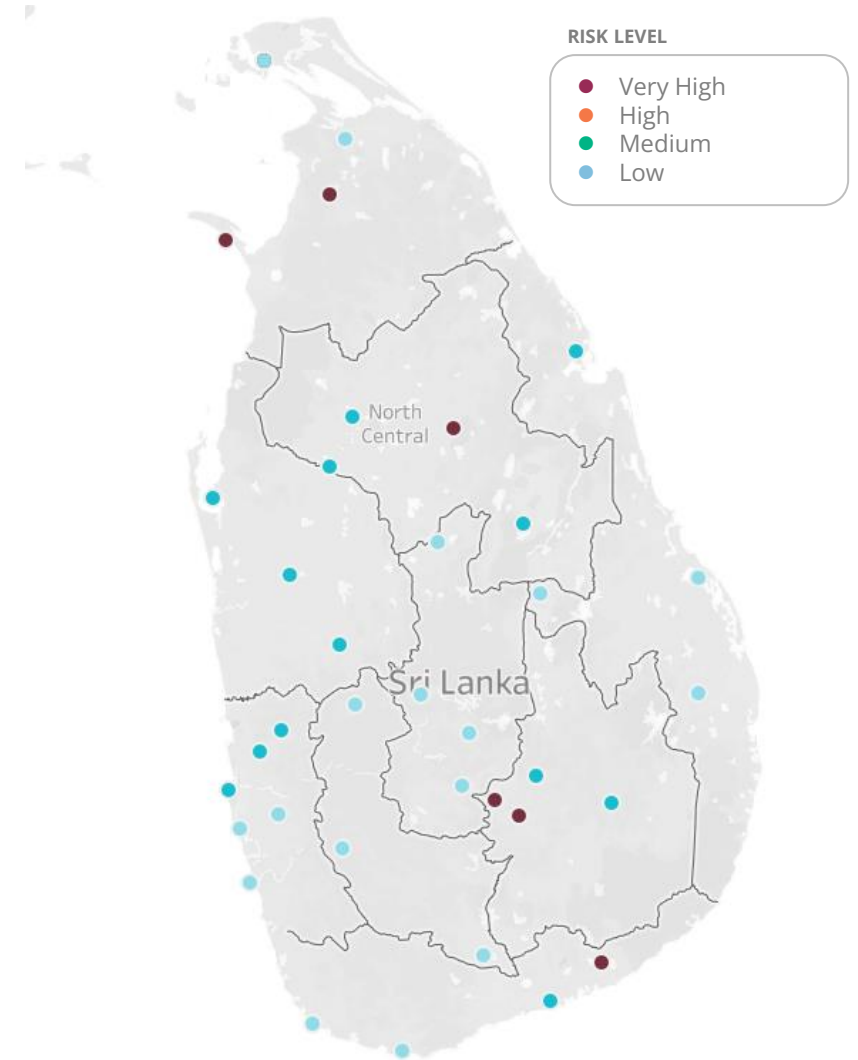 RISK LEVEL
Very High
High
Medium
Low
North
Central
Sri Lanka